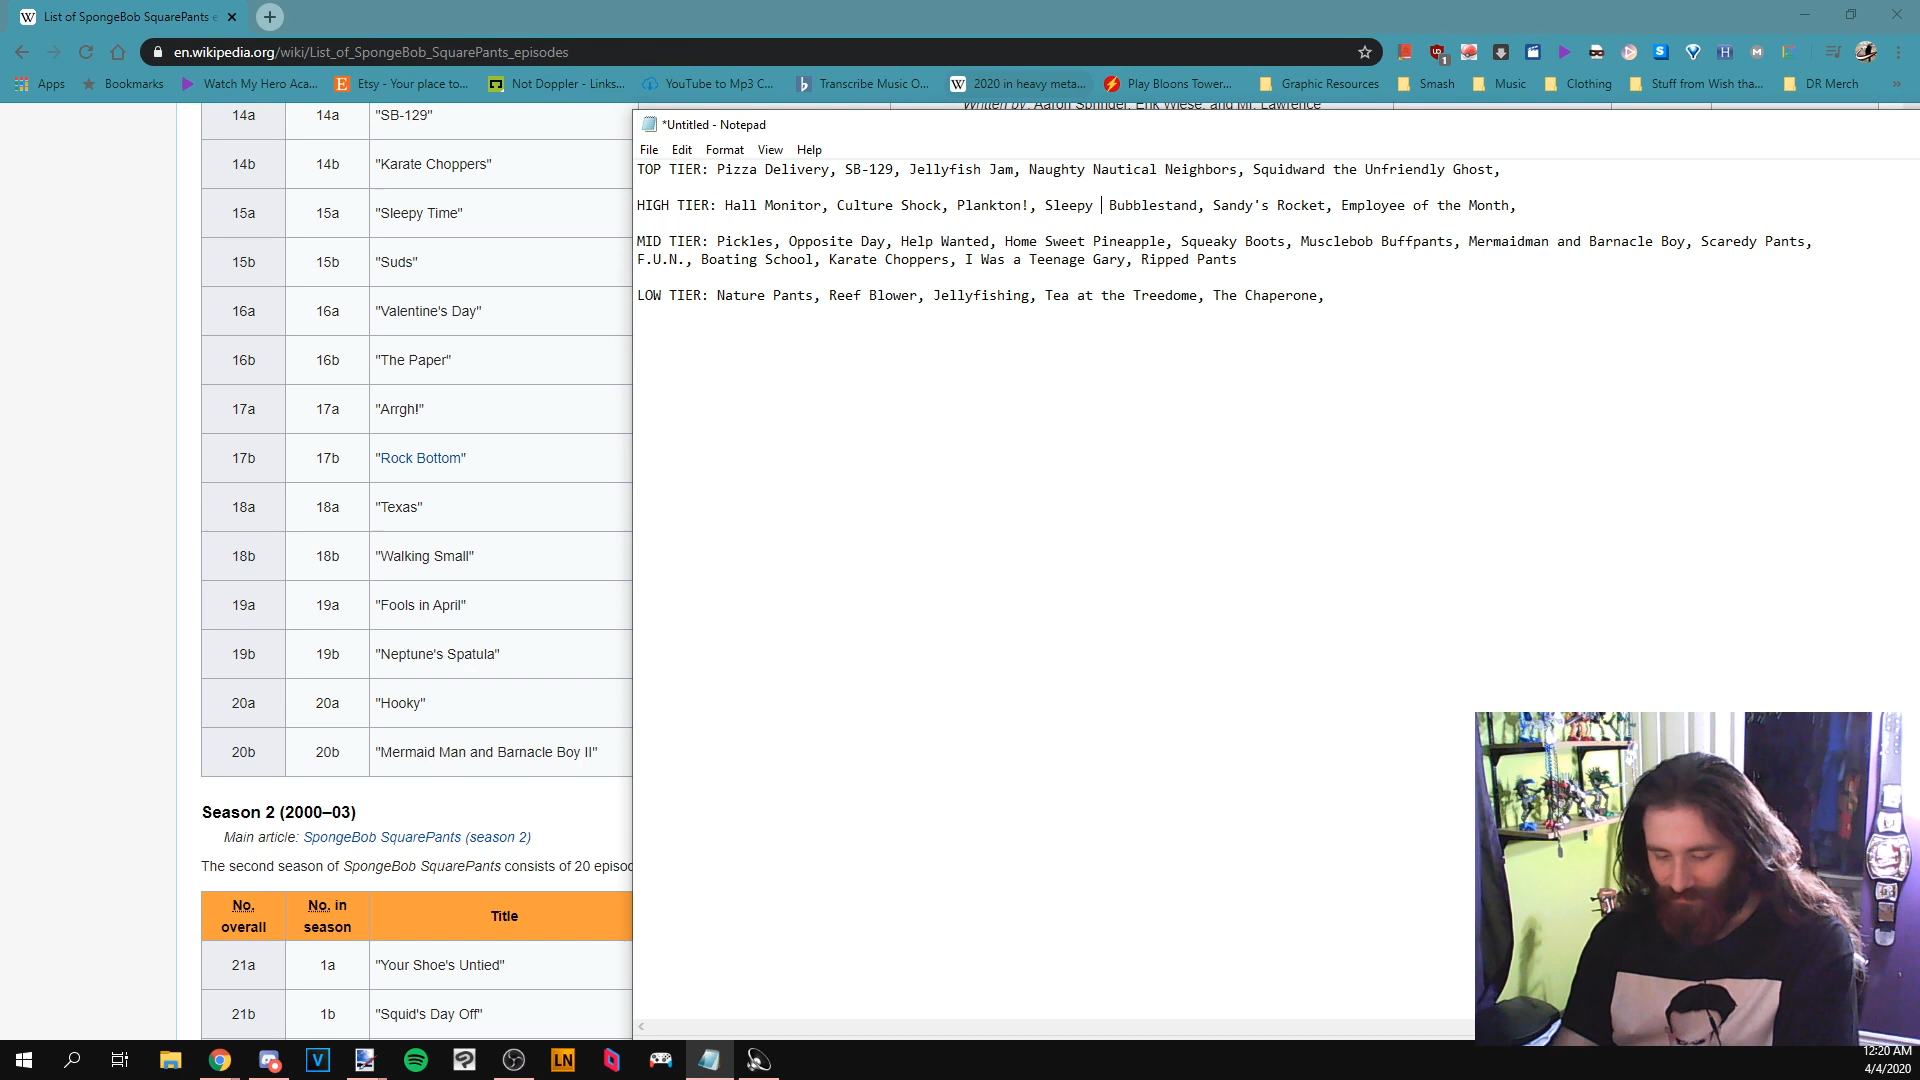 List of SpongeBob SquarePants e
en.wikipedia.org/wiki/List_of_SpongeBob_SquarePants_episodes
Apps
Bookmarks
Watch My Hero Aca...
Etsy - Your place to...
Not Doppler - Links...
YouTube to Mp3 C...
Transcribe Music O...
2020 in heavy meta...
Play Bloons Tower...
Graphic Resources
Smash
Music
Clothing
Stuff from Wish tha...
DR Merch
Written by: Aaron Springer, Erik Wiese, and Mr. Lawrence
14a 14a "SB-129"
14b 14b "Karate Choppers"
15a 15a "Sleepy Time"
15b 15b "Suds"
16a 16a "Valentine's Day"
16b 16b "The Paper"
17a 17a "Arrgh!"
17b 17b "Rock Bottom"
18a 18a "Texas"
18b 18b "Walking Small"
19a 19a "Fools in April"
19b 19b "Neptune's Spatula"
20a 20a "Hooky"
20b 20b "Mermaid Man and Barnacle Boy II"
Season 2 (2000–03)
Main article: SpongeBob SquarePants (season 2)
The second season of SpongeBob SquarePants consists of 20 episod
No. overall No. in season Title
21a 1a "Your Shoe's Untied"
21b 1b "Squid's Day Off"
*Untitled - Notepad
File Edit Format View Help
TOP TIER: Pizza Delivery, SB-129, Jellyfish Jam, Naughty Nautical Neighbors, Squidward the Unfriendly Ghost,
HIGH TIER: Hall Monitor, Culture Shock, Plankton!, Sleepy Bubblestand, Sandy's Rocket, Employee of the Month,
MID TIER: Pickles, Opposite Day, Help Wanted, Home Sweet Pineapple, Squeaky Boots, Musclebob Buffpants, Mermaidman and Barnacle Boy, Scaredy Pants,
F.U.N., Boating School, Karate Choppers, I Was a Teenage Gary, Ripped Pants
LOW TIER: Nature Pants, Reef Blower, Jellyfishing, Tea at the Treedome, The Chaperone,
LN
12:20 AM
4/4/2020